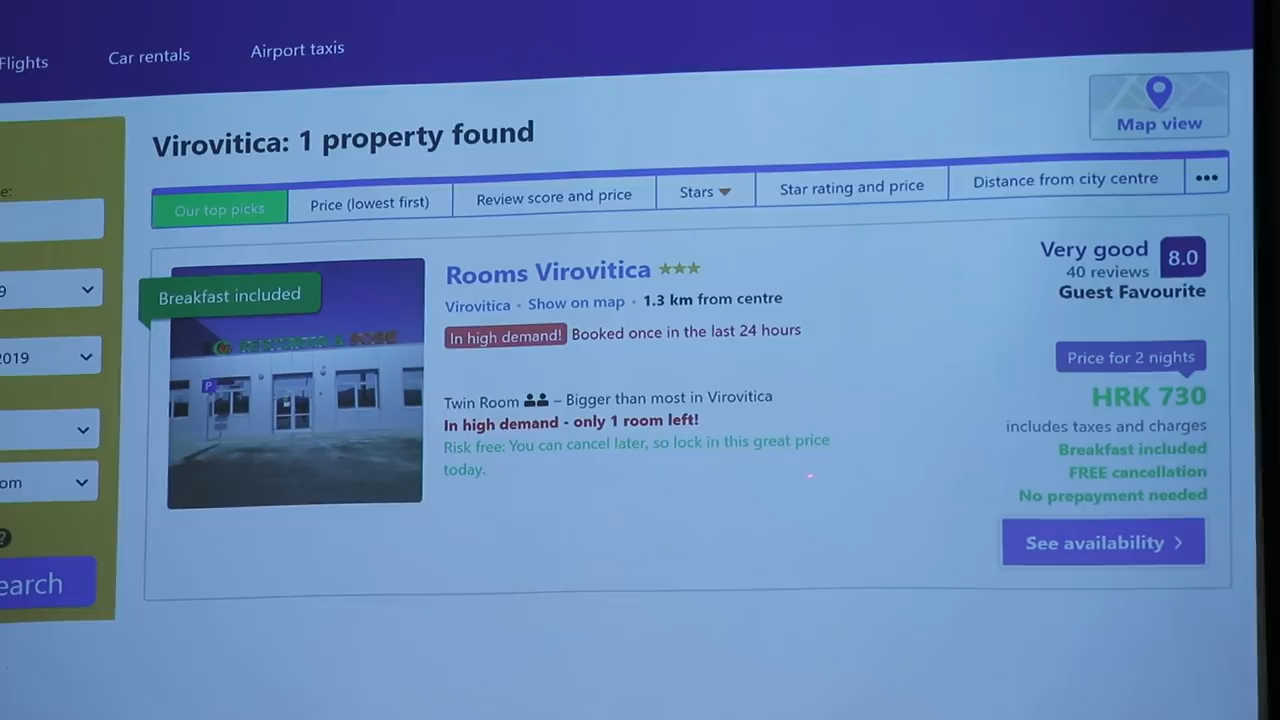 Flights Car rentals Airport taxis
Map view
Virovitica: 1 property found
Our top picks Price (lowest first) Review score and price Stars Star rating and price Distance from city centre •••
e:
9
2019
om
?
earch
Breakfast included
P
Rooms Virovitica
Virovitica • Show on map • 1.3 km from centre
In high demand! Booked once in the last 24 hours
Twin Room – Bigger than most in Virovitica
In high demand - only 1 room left!
Risk free: You can cancel later, so lock in this great price
today.
Very good 8.0
40 reviews
Guest Favourite
Price for 2 nights
HRK 730
includes taxes and charges
Breakfast included
FREE cancellation
No prepayment needed
See availability